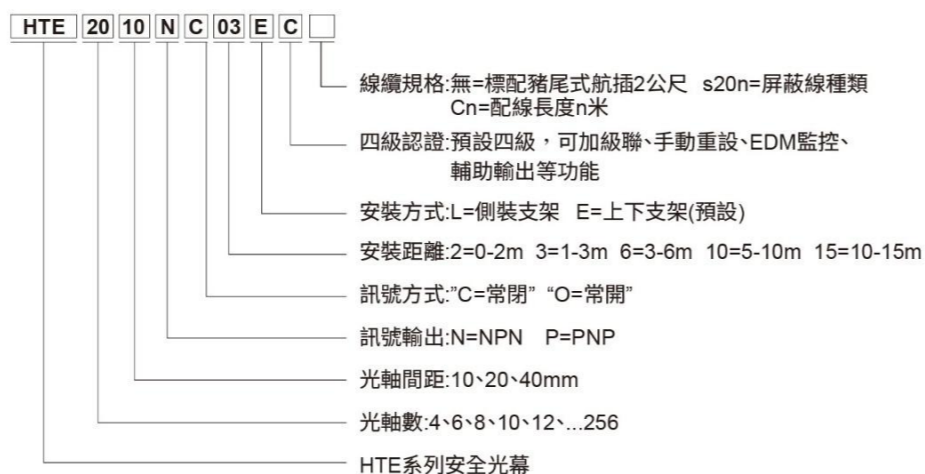 HTE 20 10 N C 03 E C
線纜規格:無=標配豬尾式航插2公尺 s20n=屏蔽線種類
Cn=配線長度n米
四級認證:預設四級，可加級聯、手動重設、EDM監控、
輔助輸出等功能
安裝方式:L=側裝支架 E=上下支架(預設)
安裝距離:2=0-2m 3=1-3m 6=3-6m 10=5-10m 15=10-15m
訊號方式:”C=常閉” “O=常開”
訊號輸出:N=NPN P=PNP
光軸間距:10、20、40mm
光軸數:4、6、8、10、12、...256
HTE系列安全光幕